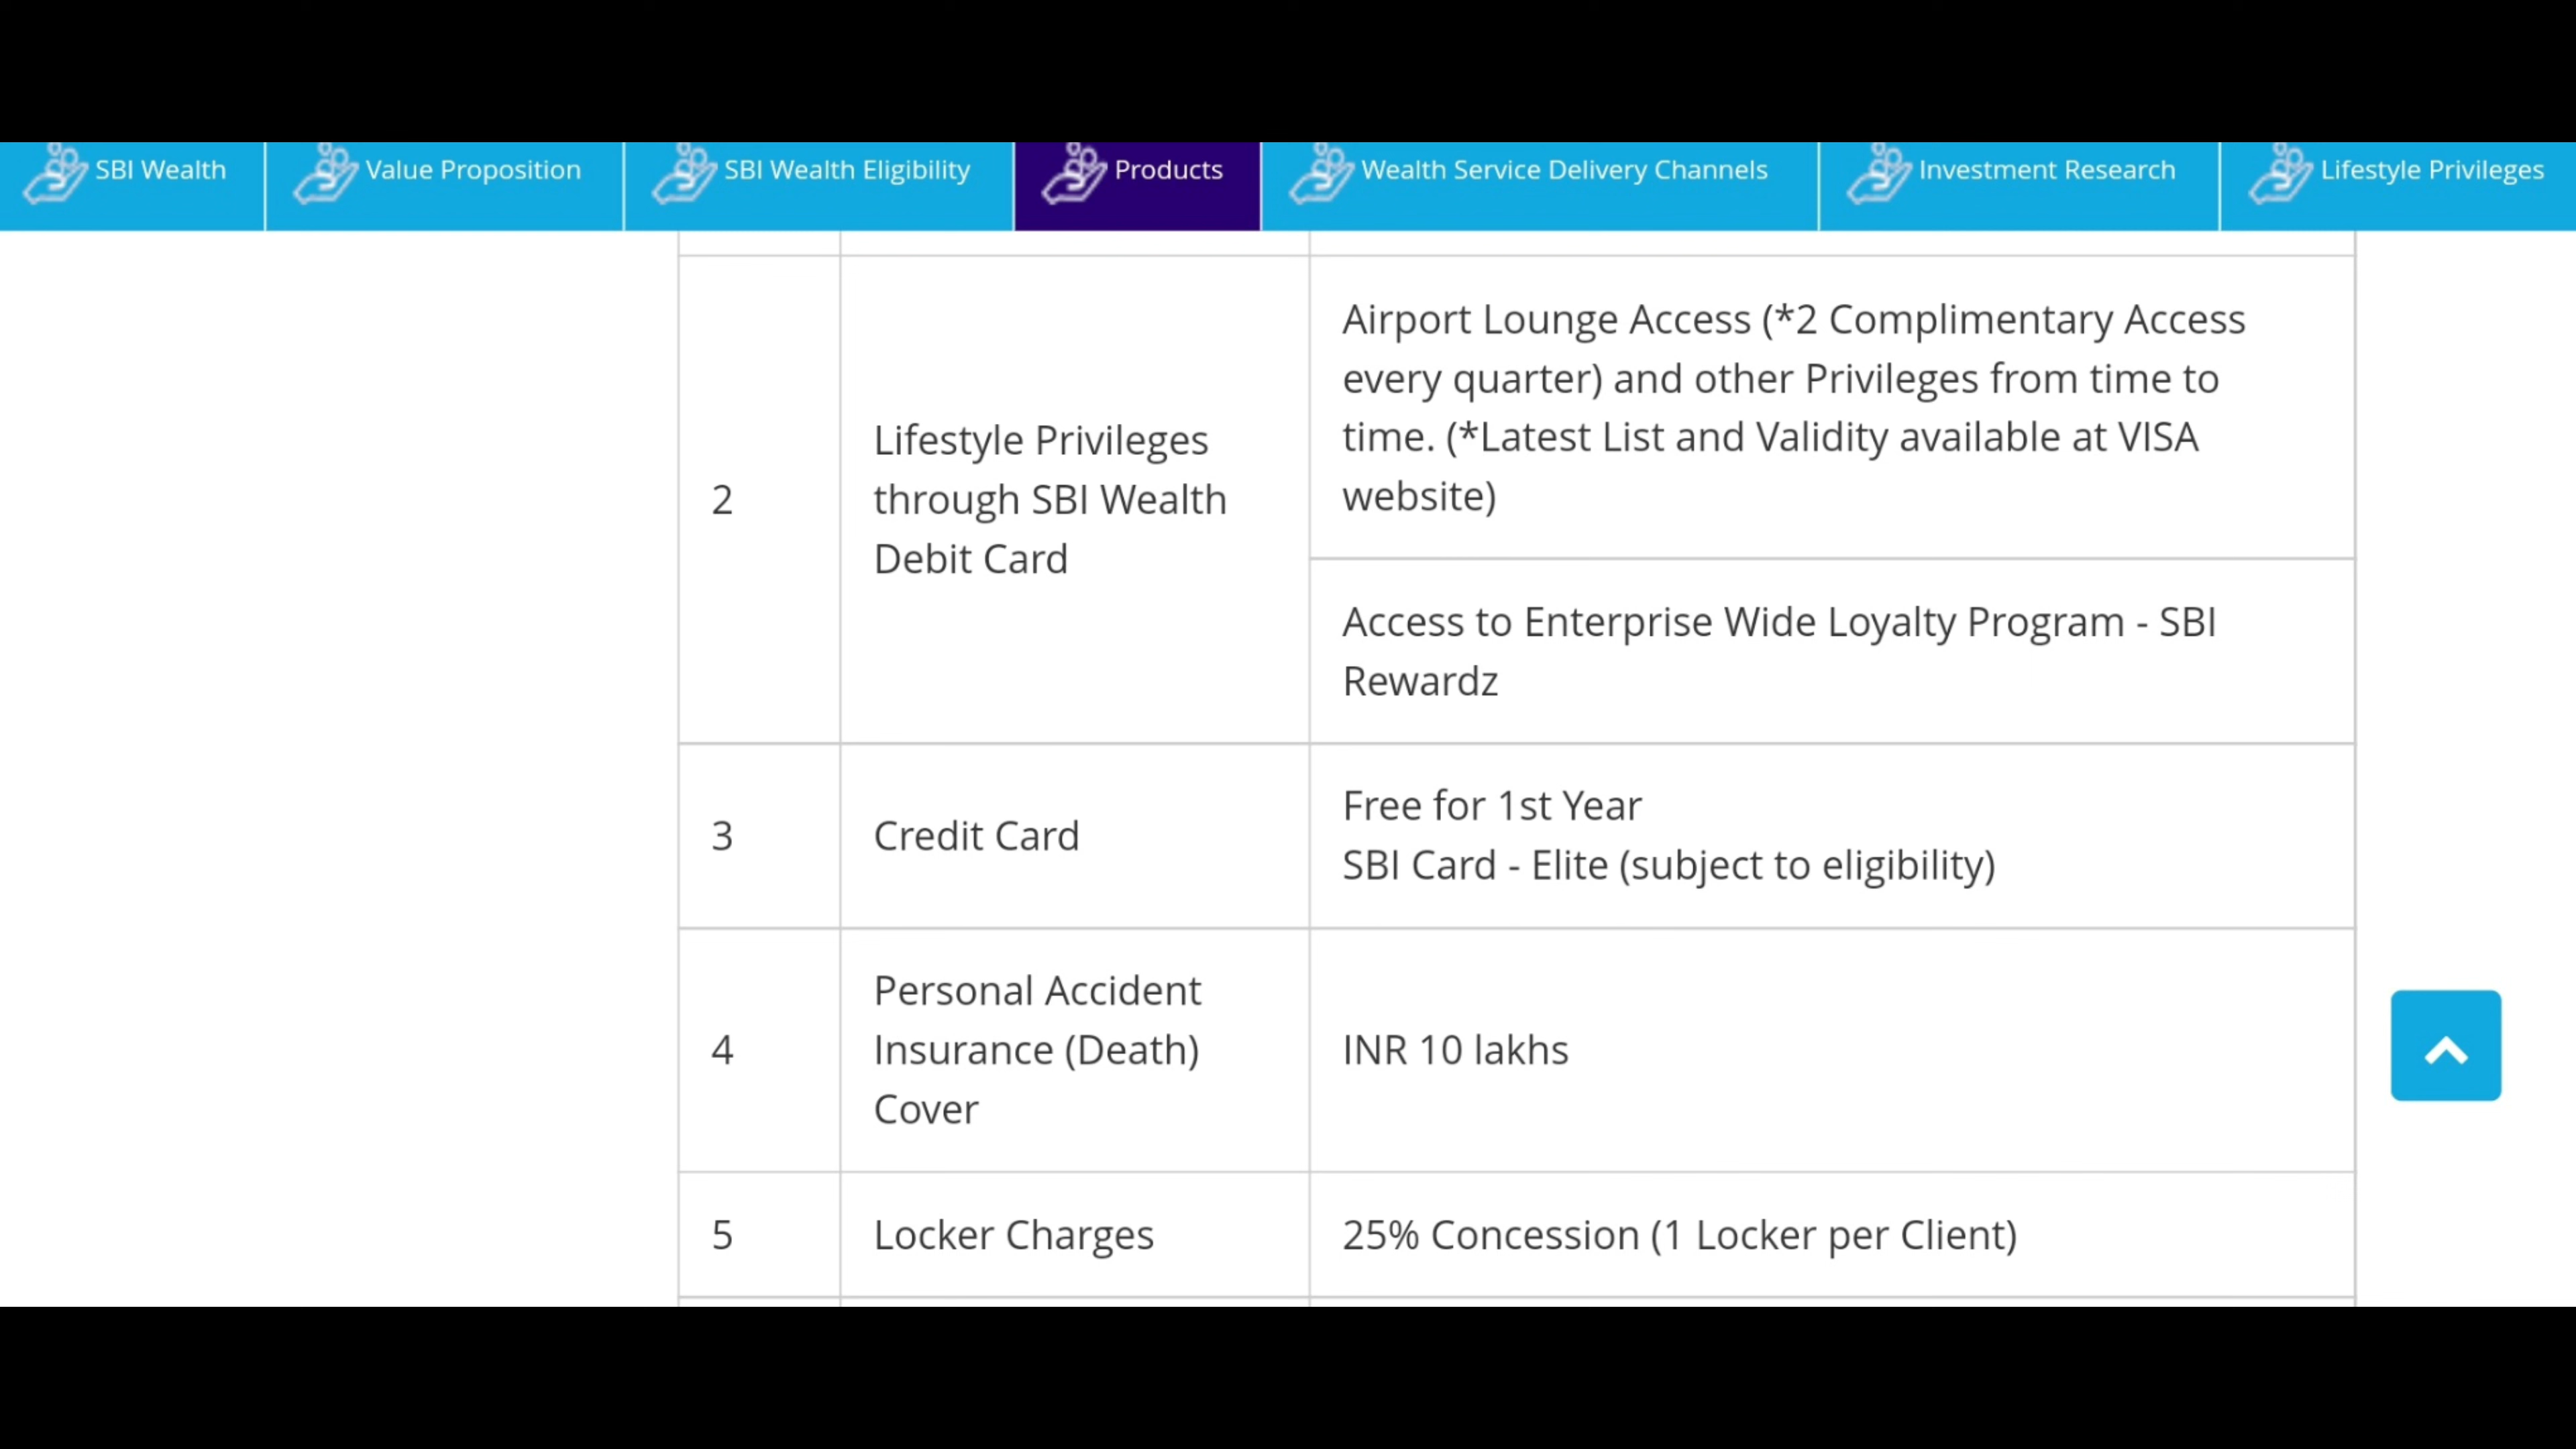 SBI Wealth
Value Proposition
SBI Wealth Eligibility
Products
Wealth Service Delivery Channels
Investment Research
Lifestyle Privileges
2
Lifestyle Privileges
through SBI Wealth
Debit Card
Airport Lounge Access (*2 Complimentary Access
every quarter) and other Privileges from time to
time. (*Latest List and Validity available at VISA
website)
Access to Enterprise Wide Loyalty Program - SBI
Rewardz
3
Credit Card
Free for 1st Year
SBI Card - Elite (subject to eligibility)
4
Personal Accident
Insurance (Death)
Cover
INR 10 lakhs
5
Locker Charges
25% Concession (1 Locker per Client)